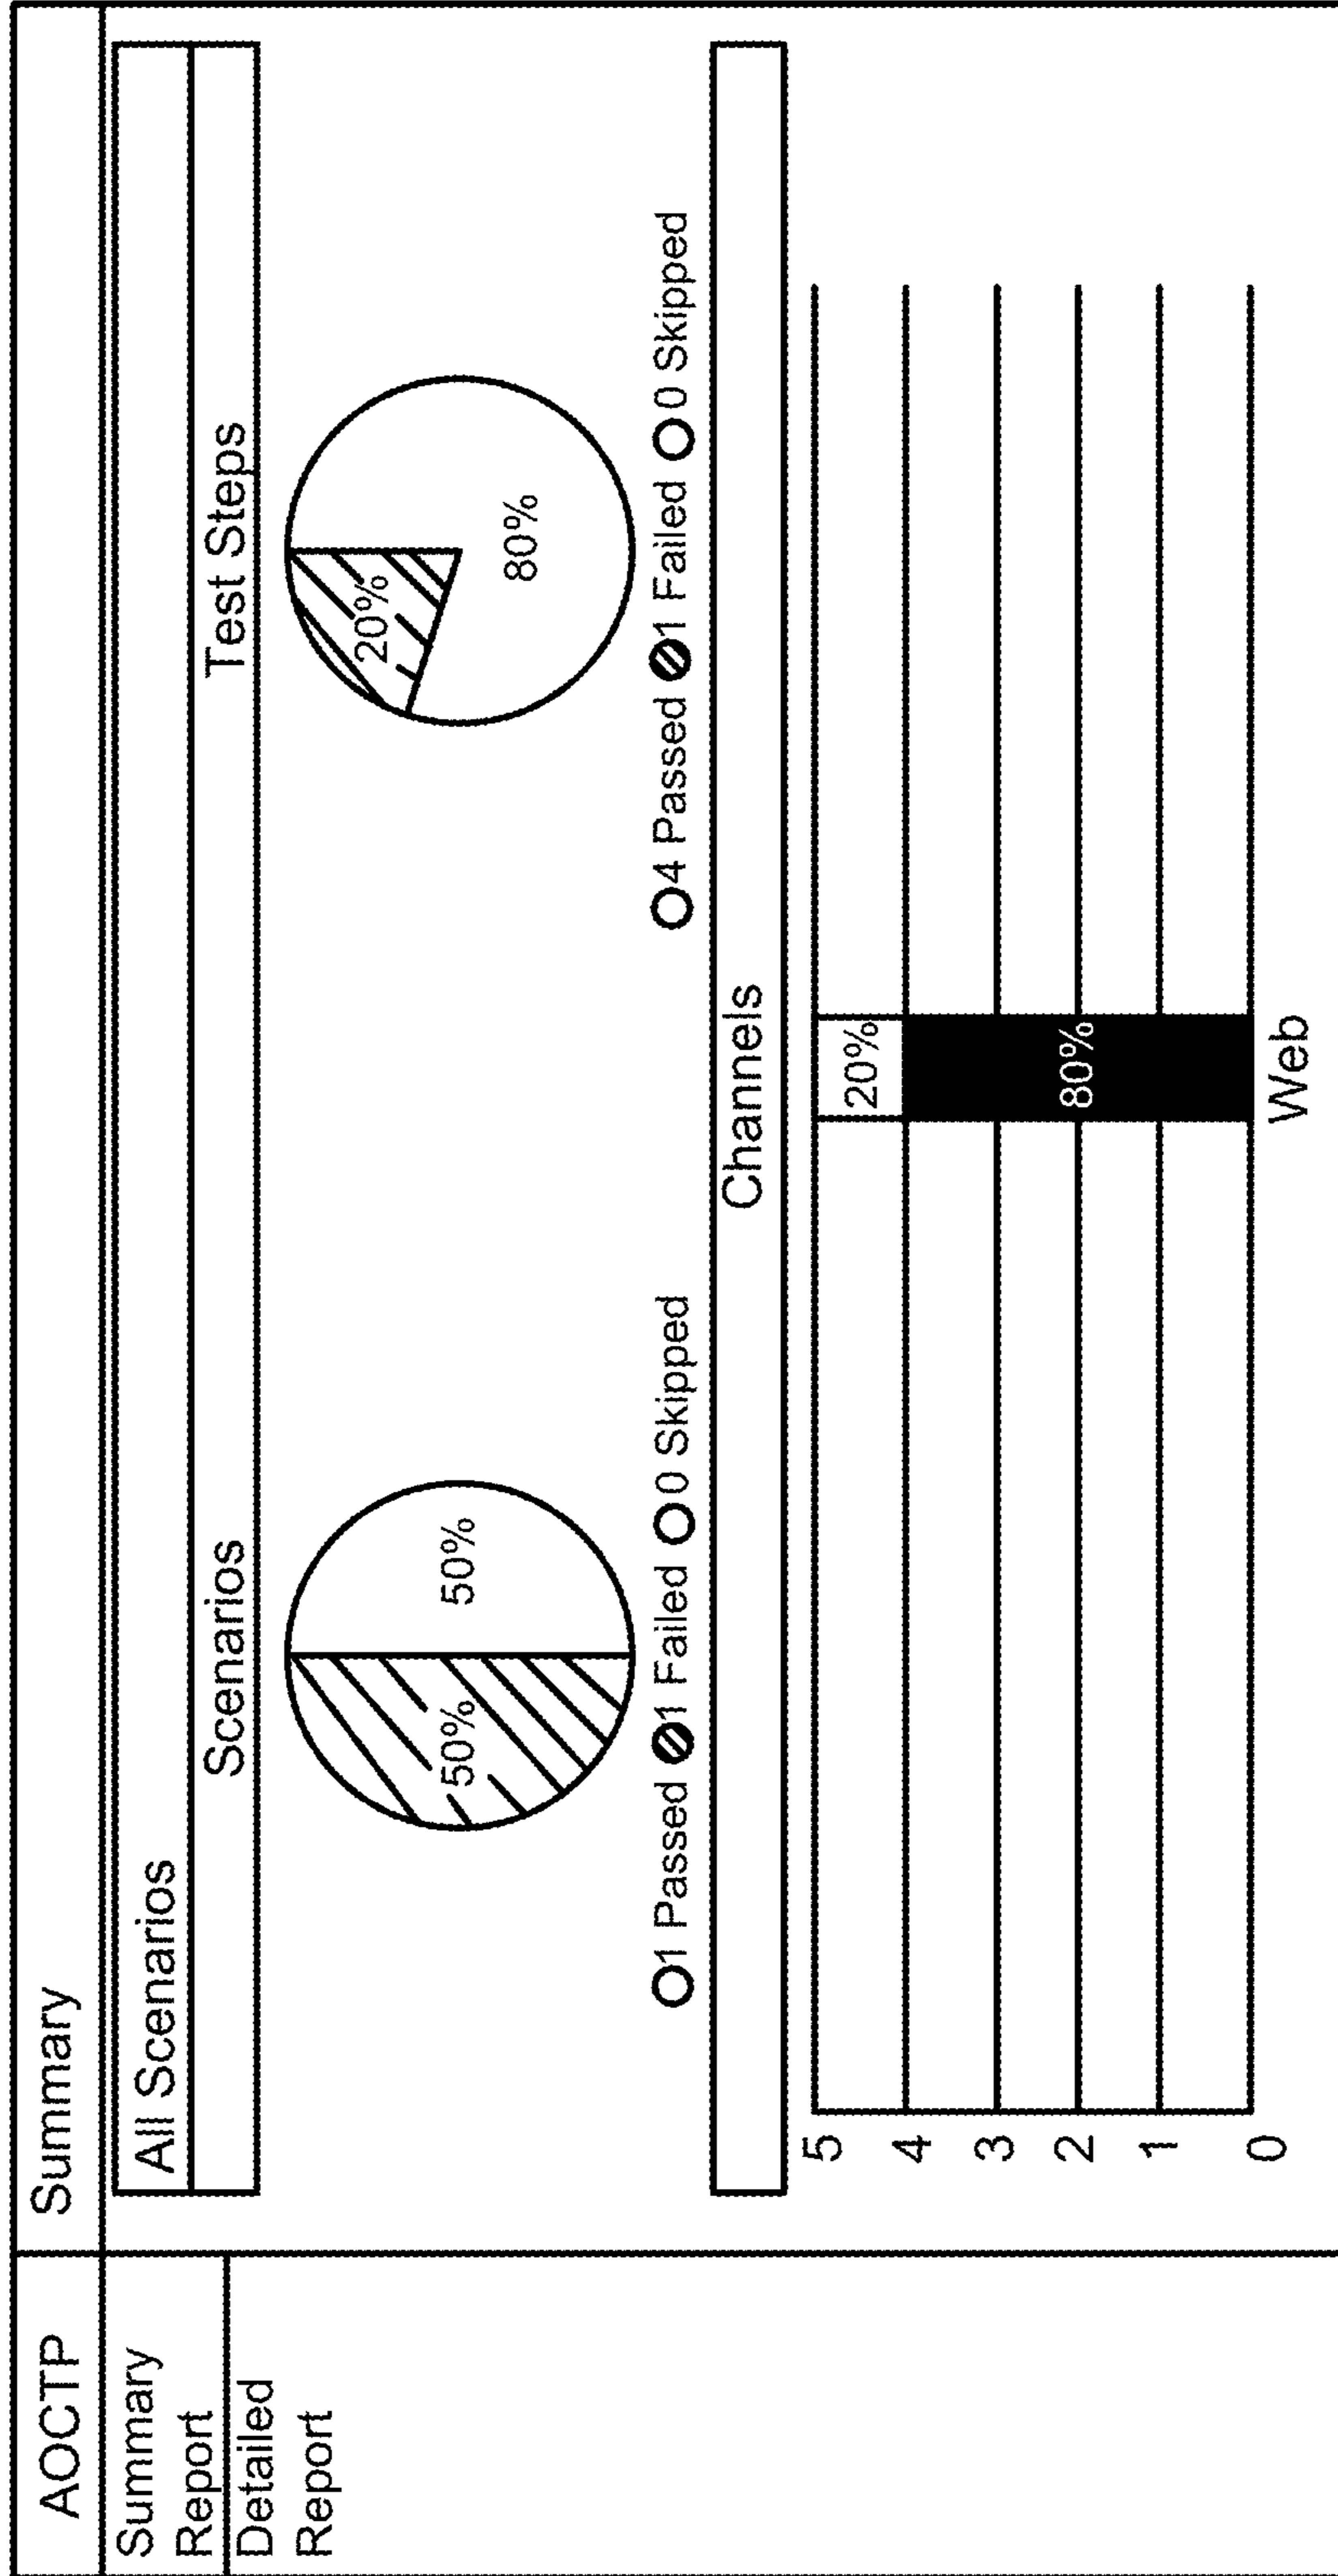 AOCTP
Summary
Summary
Report
Detailed
Report
All Scenarios
Scenarios
Test Steps
50%
50%
20%
80%
1 Passed 1 Failed 0 Skipped
4 Passed 1 Failed 0 Skipped
Channels
5
4
3
2
1
0
20%
80%
Web